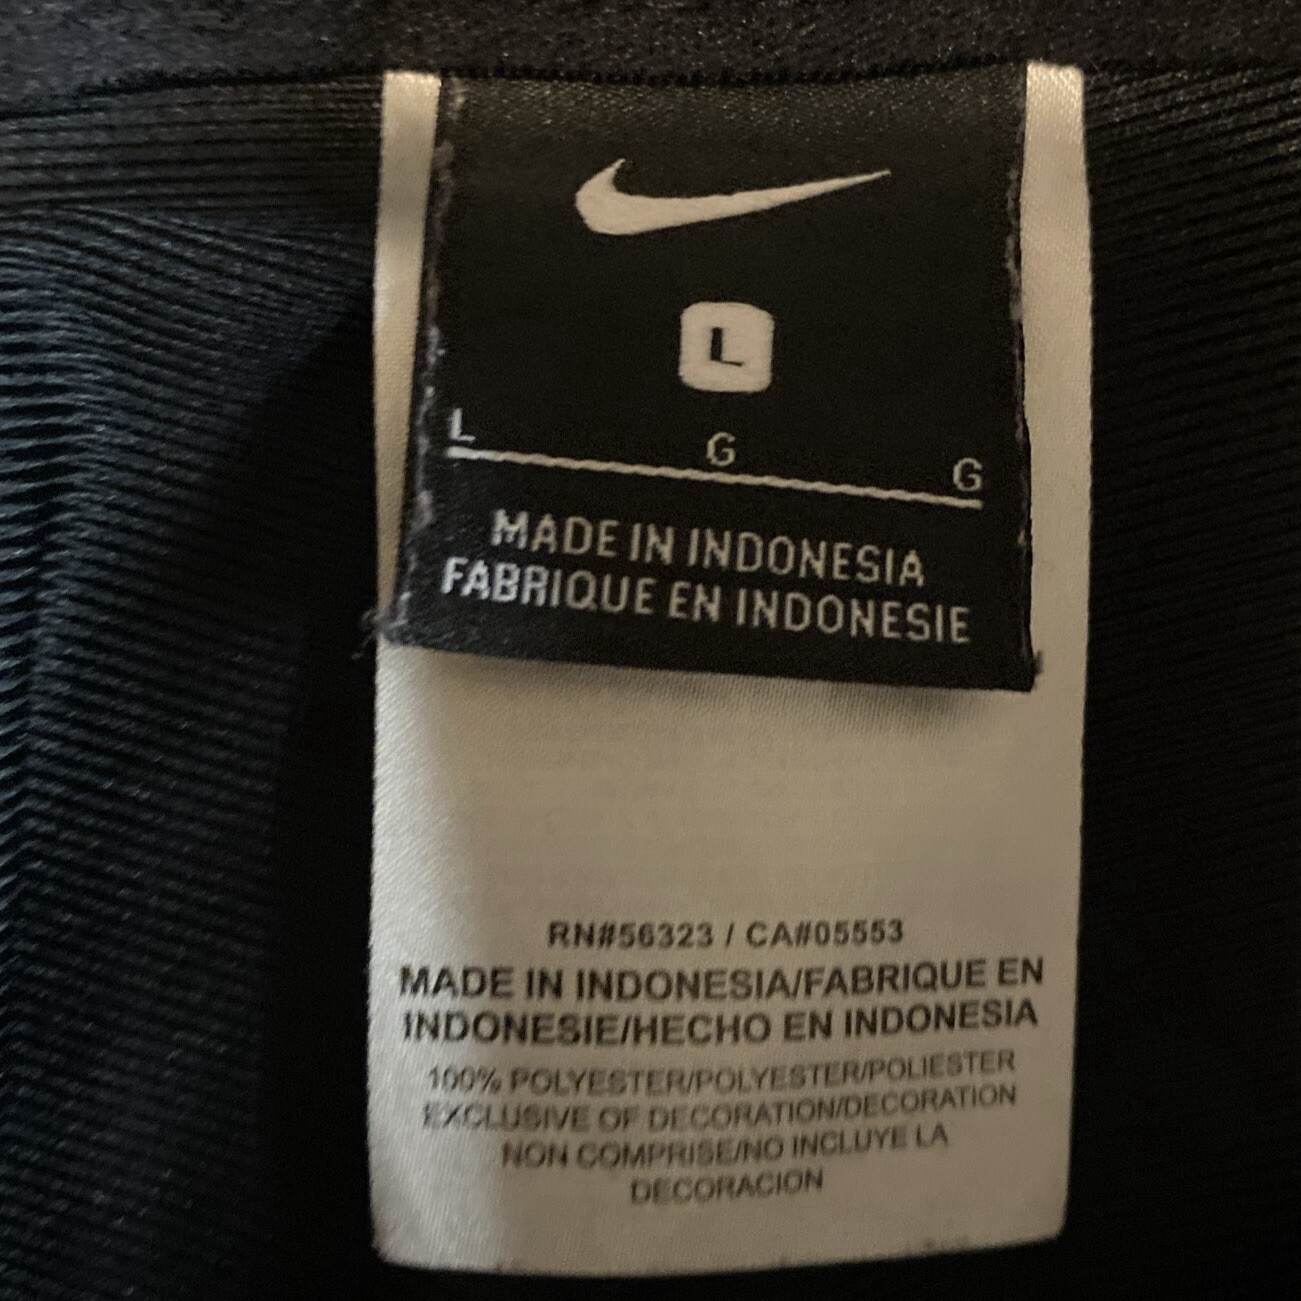 L
L G G
MADE IN INDONESIA
FABRIQUE EN INDONESIE
RN#56323 / CA#05553
MADE IN INDONESIA/FABRIQUE EN
INDONESIE/HECHO EN INDONESIA
100% POLYESTER/POLYESTER/POLIESTER
EXCLUSIVE OF DECORATION/DECORATION
NON COMPRISE/NO INCLUYE LA
DECORACION